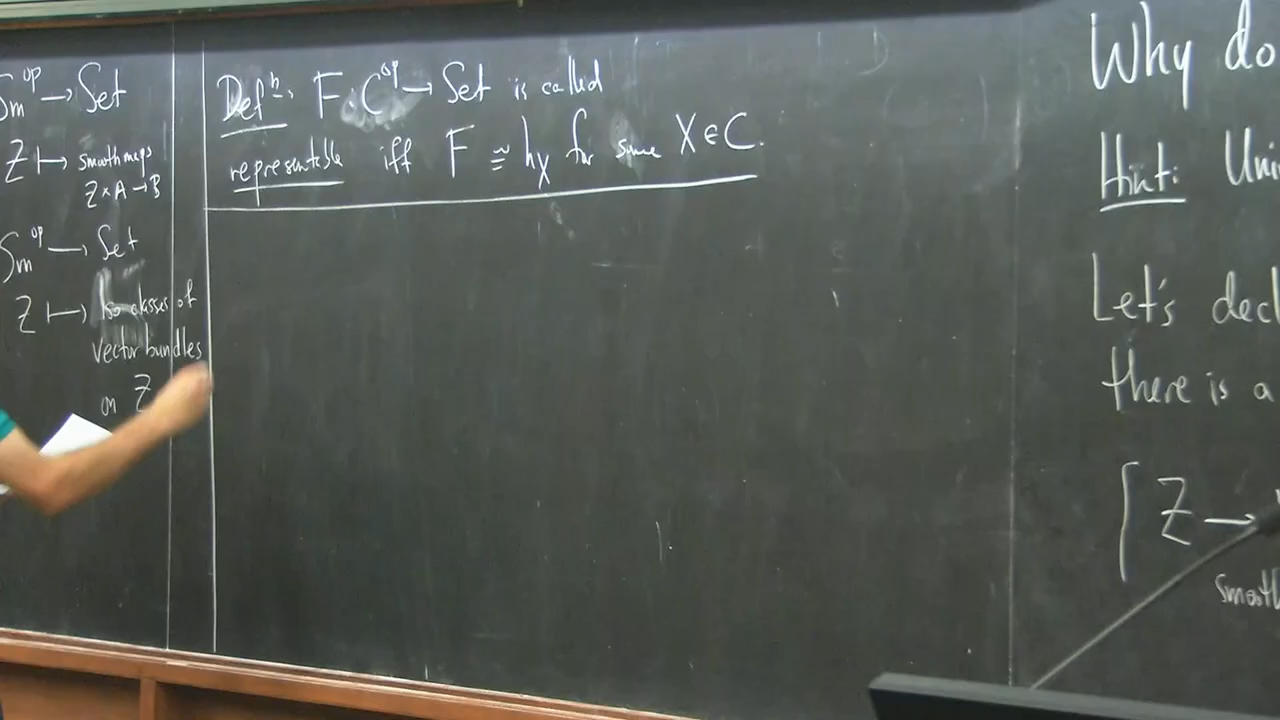 Sm^op → Set
Z ↦ smooth maps
Z × A → B
Sm^op → Set
Z ↦ Iso classes of
vector bundles
on Z
Def^n: F: C^op → Set is called
representable iff F ≅ h_X for some X ∈ C.
Why do
Hint: Uni
Let's decl
there is a
{ Z →
smooth